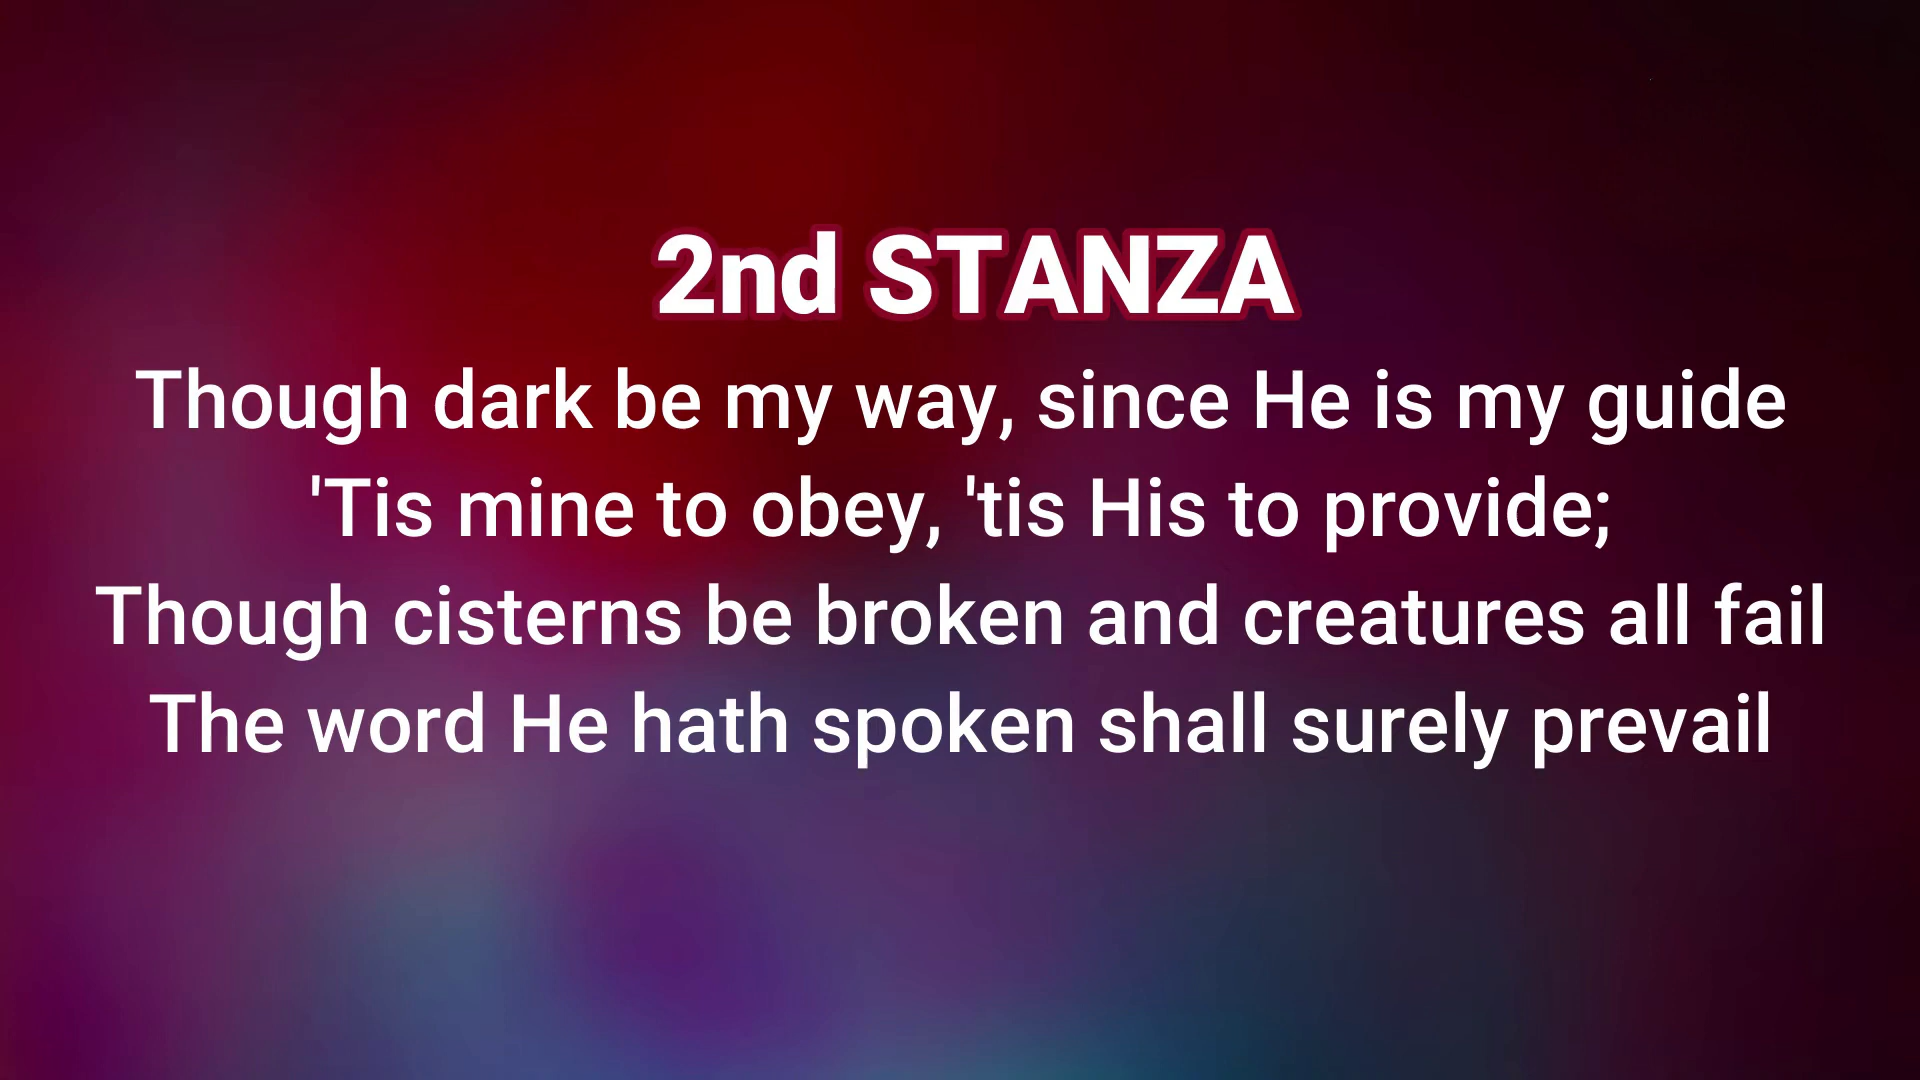 2nd STANZA
Though dark be my way, since He is my guide
'Tis mine to obey, 'tis His to provide;
Though cisterns be broken and creatures all fail
The word He hath spoken shall surely prevail